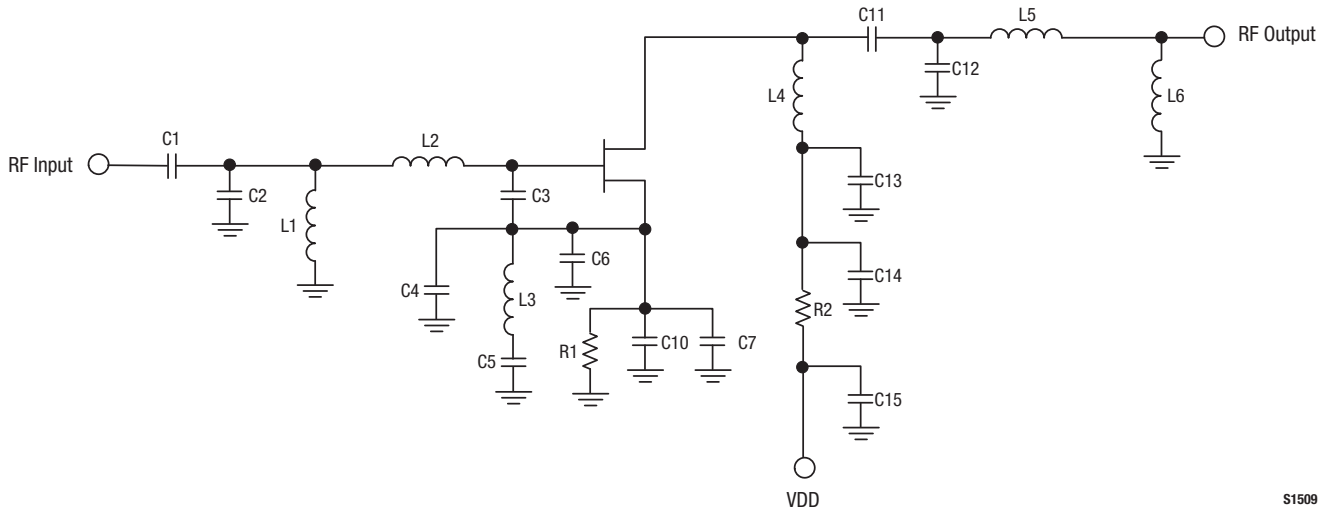 C11
L5
RF Output
C12
L4
L6
C1
L2
RF Input
C13
C2
C3
L1
C6
C14
C4
L3
R2
R1
C10
C7
C5
C15
VDD
S1509